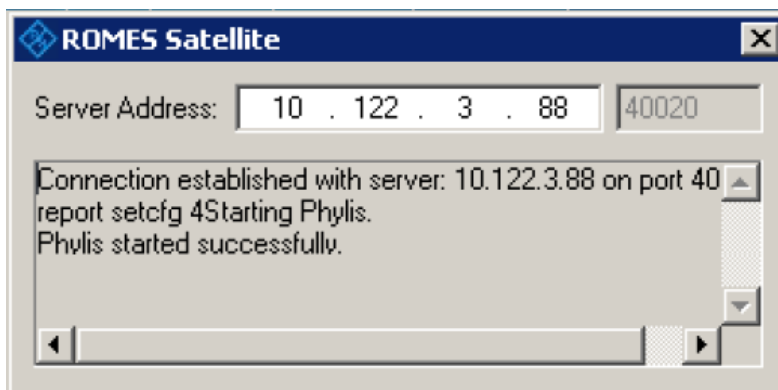 ROMES Satellite
Server Address: 10 . 122 . 3 . 88 40020
Connection established with server: 10.122.3.88 on port 40
report setcfg 4Starting Phylis.
Phylis started successfully.